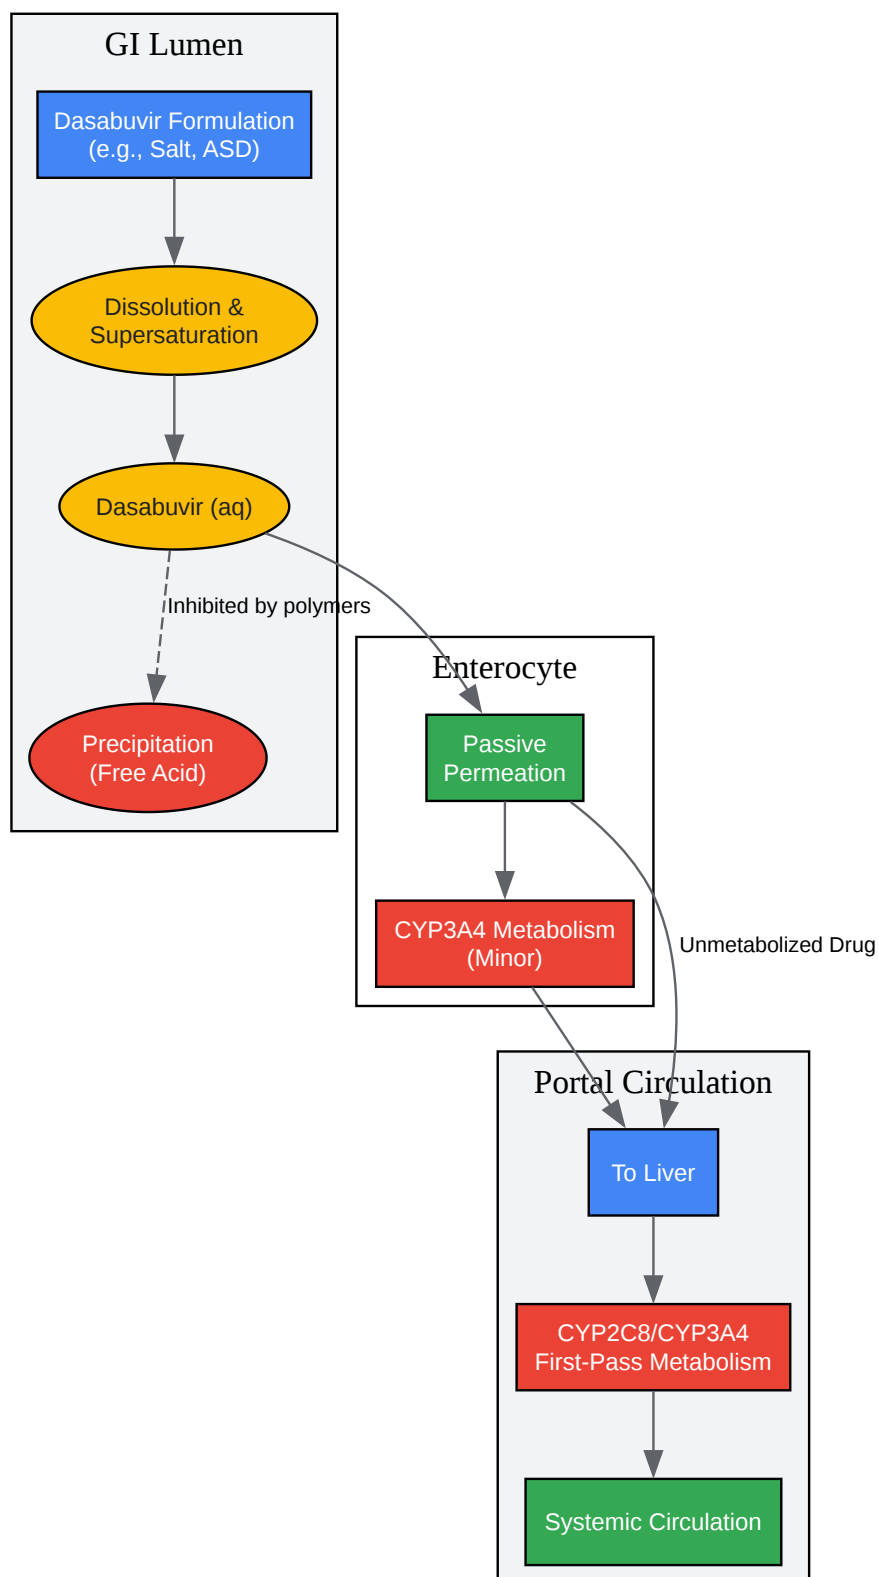 GI Lumen
Dasabuvir Formulation
(e.g., Salt, ASD)
Dissolution &
Supersaturation
Dasabuvir (aq)
Inhibited by polymers
Precipitation
(Free Acid)
Enterocyte
Passive
Permeation
CYP3A4 Metabolism
(Minor)
Unmetabolized Drug
Portal Circulation
To Liver
CYP2C8/CYP3A4
First-Pass Metabolism
Systemic Circulation